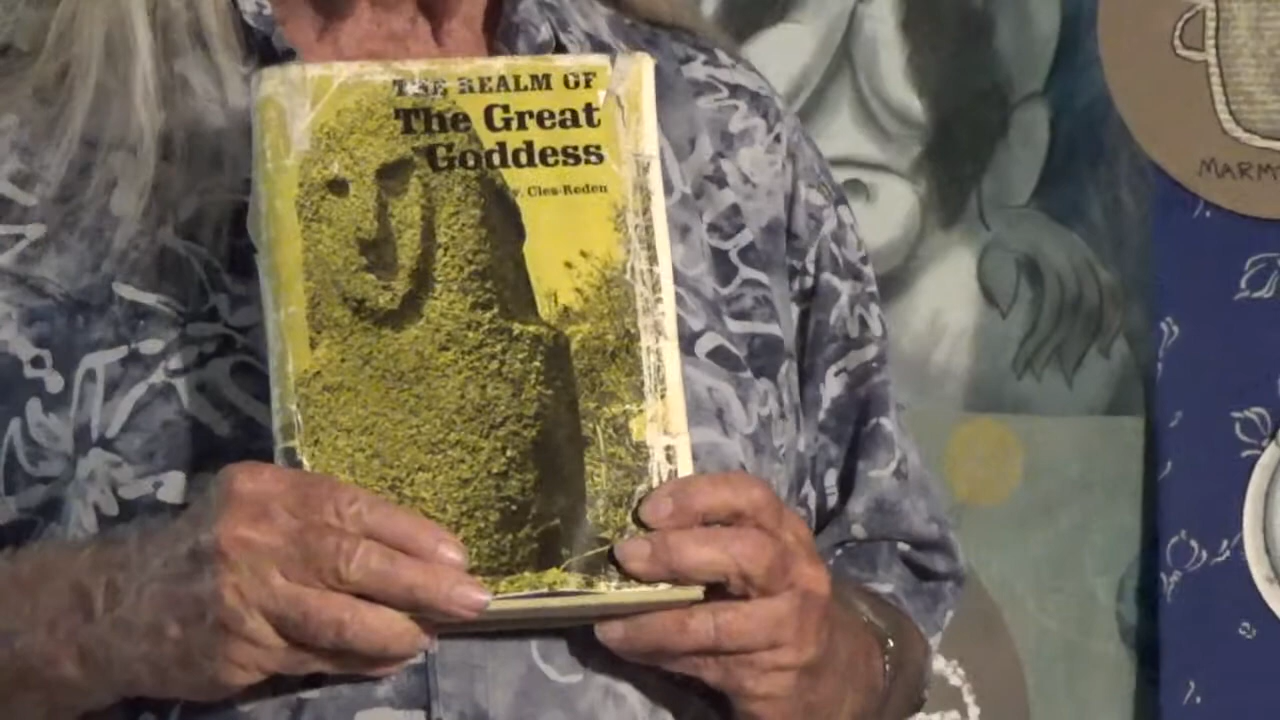 THE REALM OF
The Great
Goddess
v. Cles-Reden
MARM